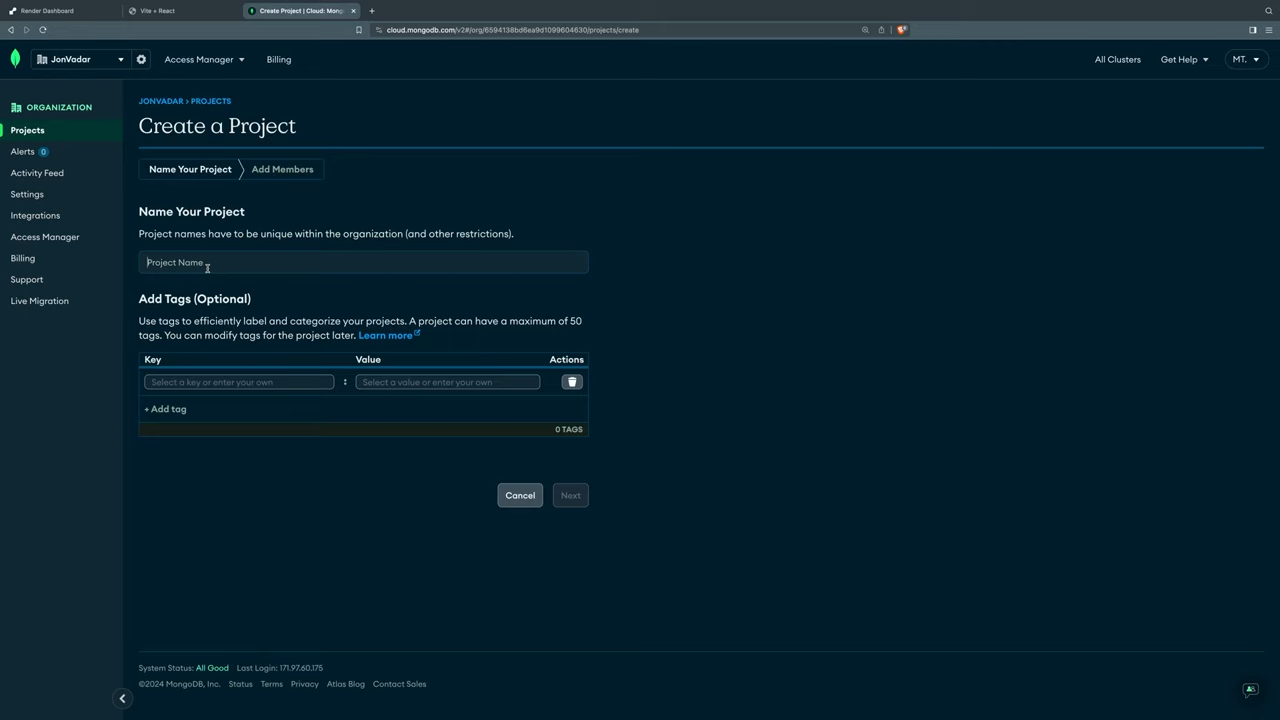 Render Dashboard
Vite + React
Create Project | Cloud: Mong
cloud.mongodb.com/v2#/org/6594138bd6ea9d1099604630/projects/create
JonVadar
Access Manager
Billing
All Clusters
Get Help
MT.
ORGANIZATION
Projects
Alerts 0
Activity Feed
Settings
Integrations
Access Manager
Billing
Support
Live Migration
JONVADAR > PROJECTS
Create a Project
Name Your Project
Add Members
Name Your Project
Project names have to be unique within the organization (and other restrictions).
Project Name
Add Tags (Optional)
Use tags to efficiently label and categorize your projects. A project can have a maximum of 50
tags. You can modify tags for the project later. Learn more
Key Value Actions
Select a key or enter your own : Select a value or enter your own
+ Add tag
0 TAGS
Cancel
Next
System Status: All Good Last Login: 171.97.60.175
©2024 MongoDB, Inc. Status Terms Privacy Atlas Blog Contact Sales